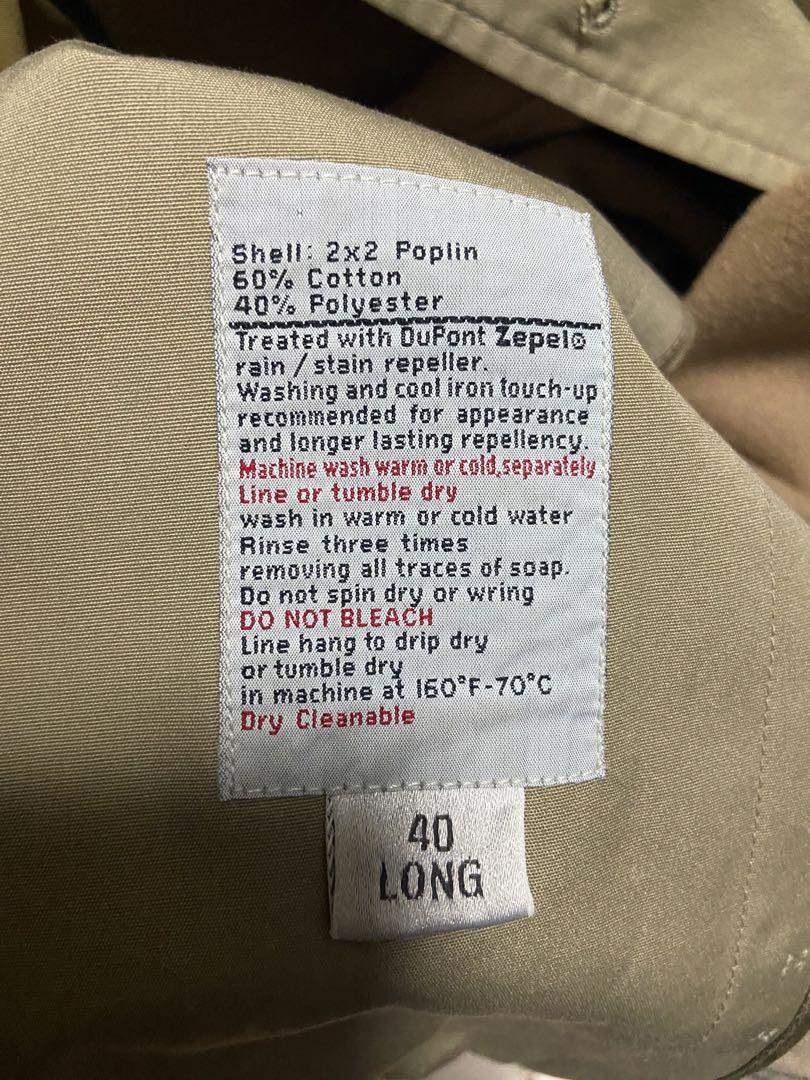 Shell: 2x2 Poplin
60% Cotton
40% Polyester
Treated with DuPont Zepel®
rain / stain repeller.
Washing and cool iron touch-up
recommended for appearance
and longer lasting repellency.
Machine wash warm or cold, separately
Line or tumble dry
wash in warm or cold water
Rinse three times
removing all traces of soap.
Do not spin dry or wring
DO NOT BLEACH
Line hang to drip dry
or tumble dry
in machine at 160°F-70°C
Dry Cleanable
40
LONG